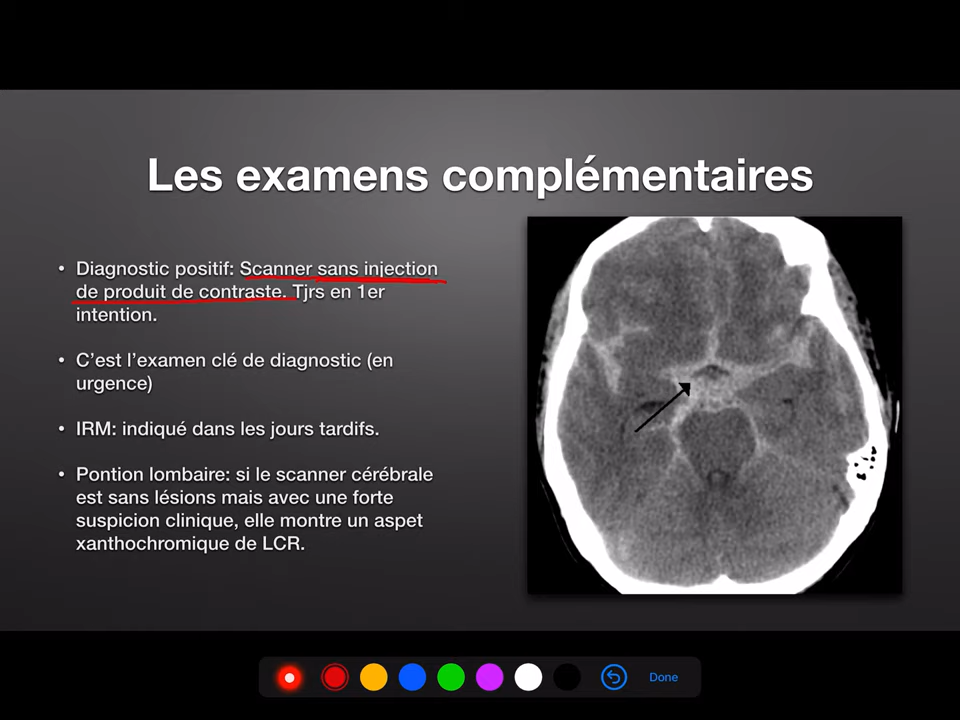 Les examens complémentaires
• Diagnostic positif: Scanner sans injection
de produit de contraste. Tjrs en 1er
intention.
• C'est l'examen clé de diagnostic (en
urgence)
• IRM: indiqué dans les jours tardifs.
• Pontion lombaire: si le scanner cérébrale
est sans lésions mais avec une forte
suspicion clinique, elle montre un aspet
xanthochromique de LCR.
Done